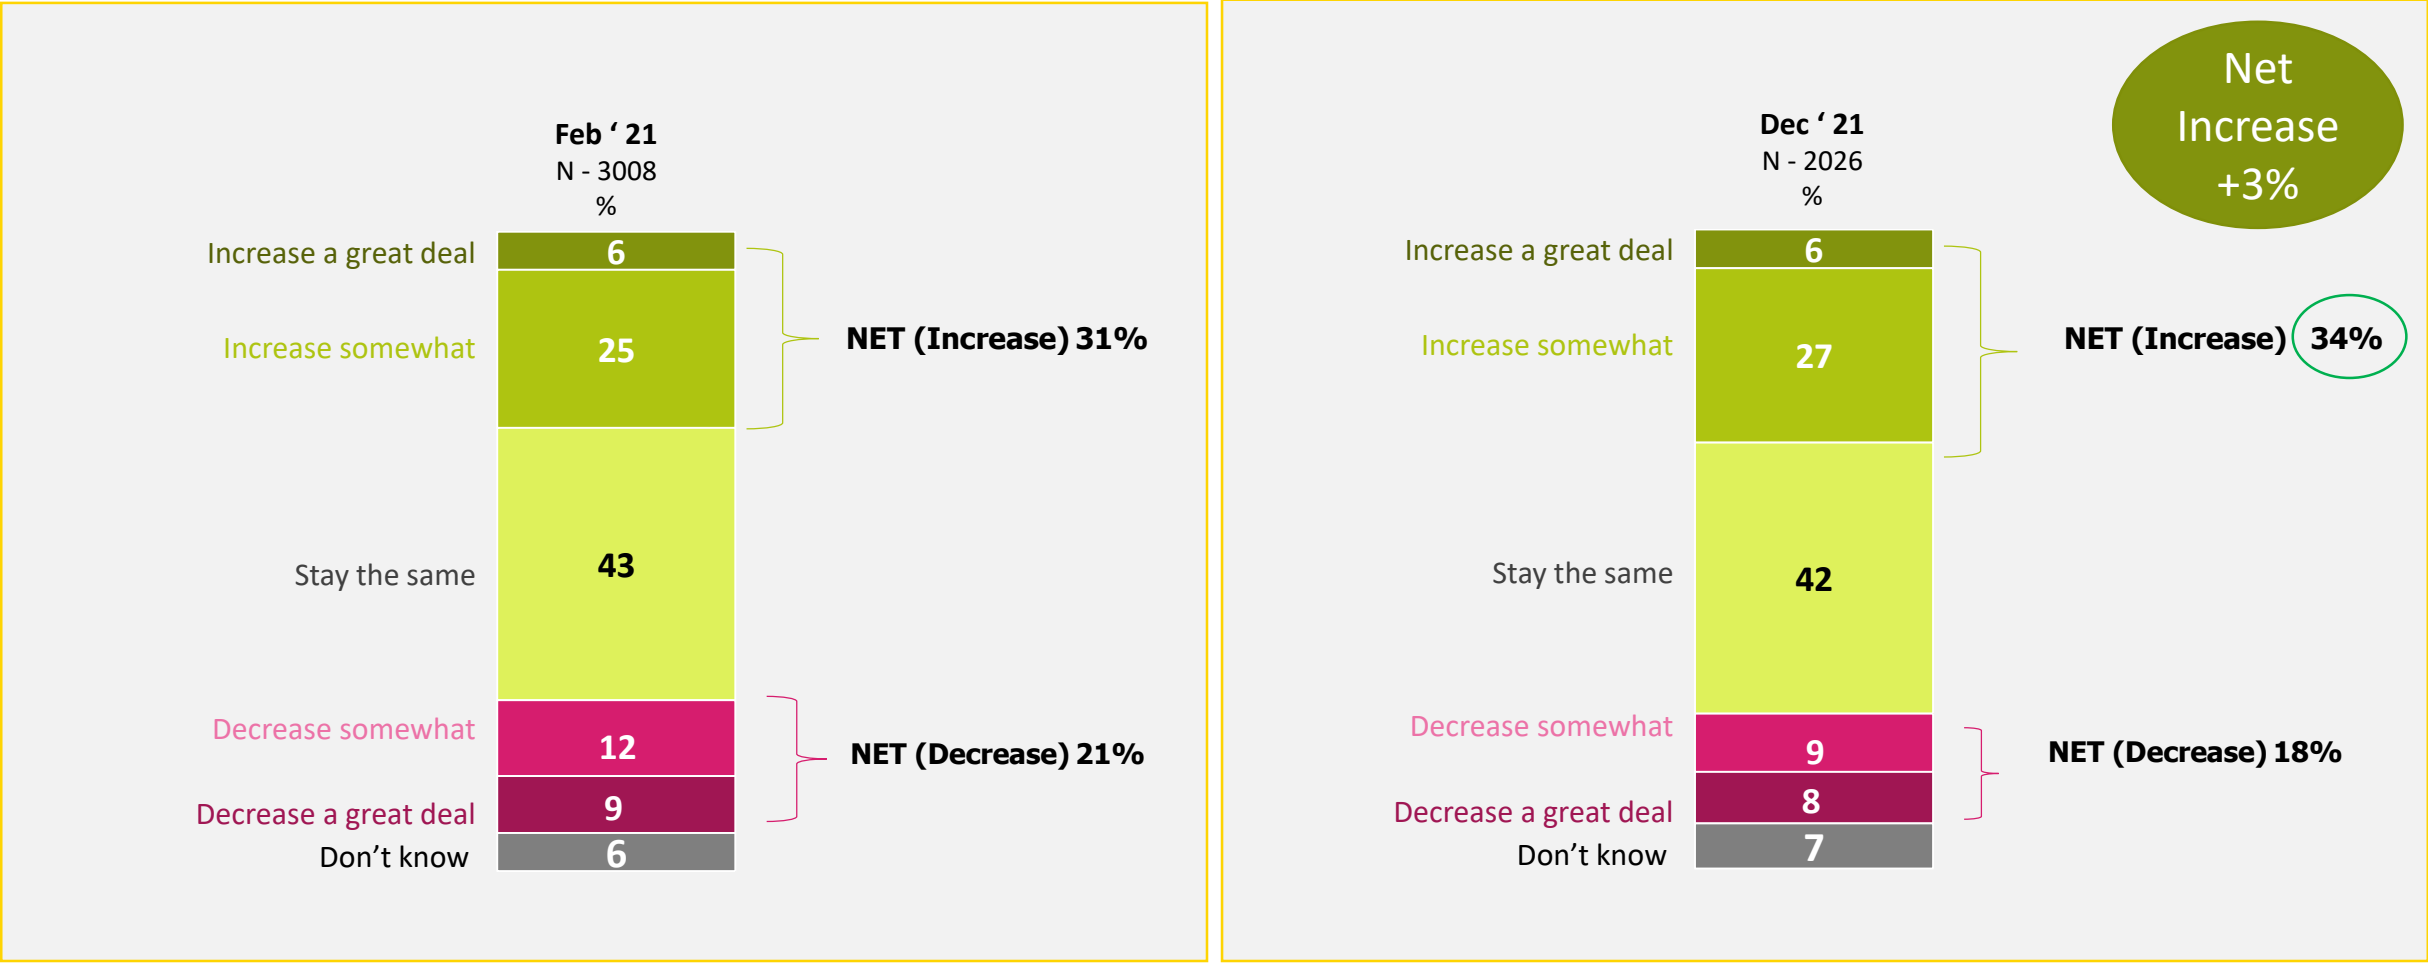 Feb ‘ 21
N - 3008
%
Increase a great deal 6
Increase somewhat 25
NET (Increase) 31%
Stay the same 43
Decrease somewhat 12
NET (Decrease) 21%
Decrease a great deal 9
Don’t know 6
Net
Increase
+3%
Dec ‘ 21
N - 2026
%
Increase a great deal 6
Increase somewhat 27
NET (Increase) 34%
Stay the same 42
Decrease somewhat 9
NET (Decrease) 18%
Decrease a great deal 8
Don’t know 7